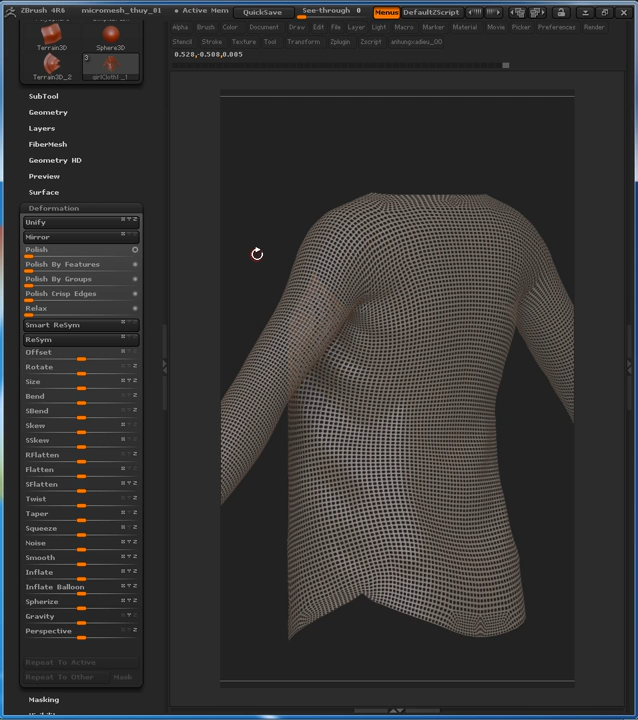 ZBrush 4R6 micromesh_thuy_01 • Active Mem QuickSave See-through 0 Menus DefaultZScript
Alpha Brush Color Document Draw Edit File Layer Light Macro Marker Material Movie Picker Preferences Render
Stencil Stroke Texture Tool Transform Zplugin Zscript anhungxadieu_00
0.528,-0.508,0.005
Terrain3D Sphere3D
3
Terrain3D_2
SubTool
Geometry
Layers
FiberMesh
Geometry HD
Preview
Surface
Deformation
Unify
Mirror
Polish
Polish By Features
Polish By Groups
Polish Crisp Edges
Relax
Smart ReSym
ReSym
Offset
Rotate
Size
Bend
SBend
Skew
SSkew
RFlatten
Flatten
SFlatten
Twist
Taper
Squeeze
Noise
Smooth
Inflate
Inflate Balloon
Spherize
Gravity
Perspective
Repeat To Active
Repeat To Other Mask
Masking